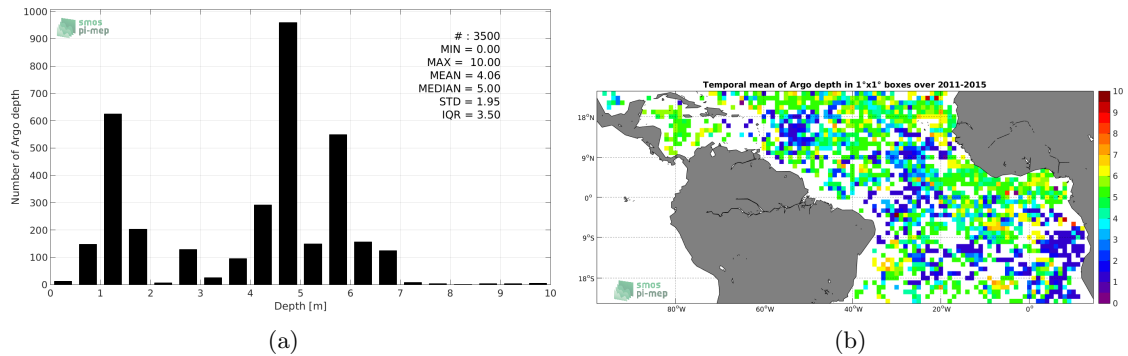 smos
pi-mep
# : 3500
MIN = 0.00
MAX = 10.00
MEAN = 4.06
MEDIAN = 5.00
STD = 1.95
IQR = 3.50
Number of Argo depth
1000
900
800
700
600
500
400
300
200
100
0
0 1 2 3 4 5 6 7 8 9 10
Depth [m]
(a)
Temporal mean of Argo depth in 1°x1° boxes over 2011-2015
18°N
9°N
0°
9°S
18°S
80°W 60°W 40°W 20°W 0°
smos
pi-mep
10
9
8
7
6
5
4
3
2
1
0
(b)